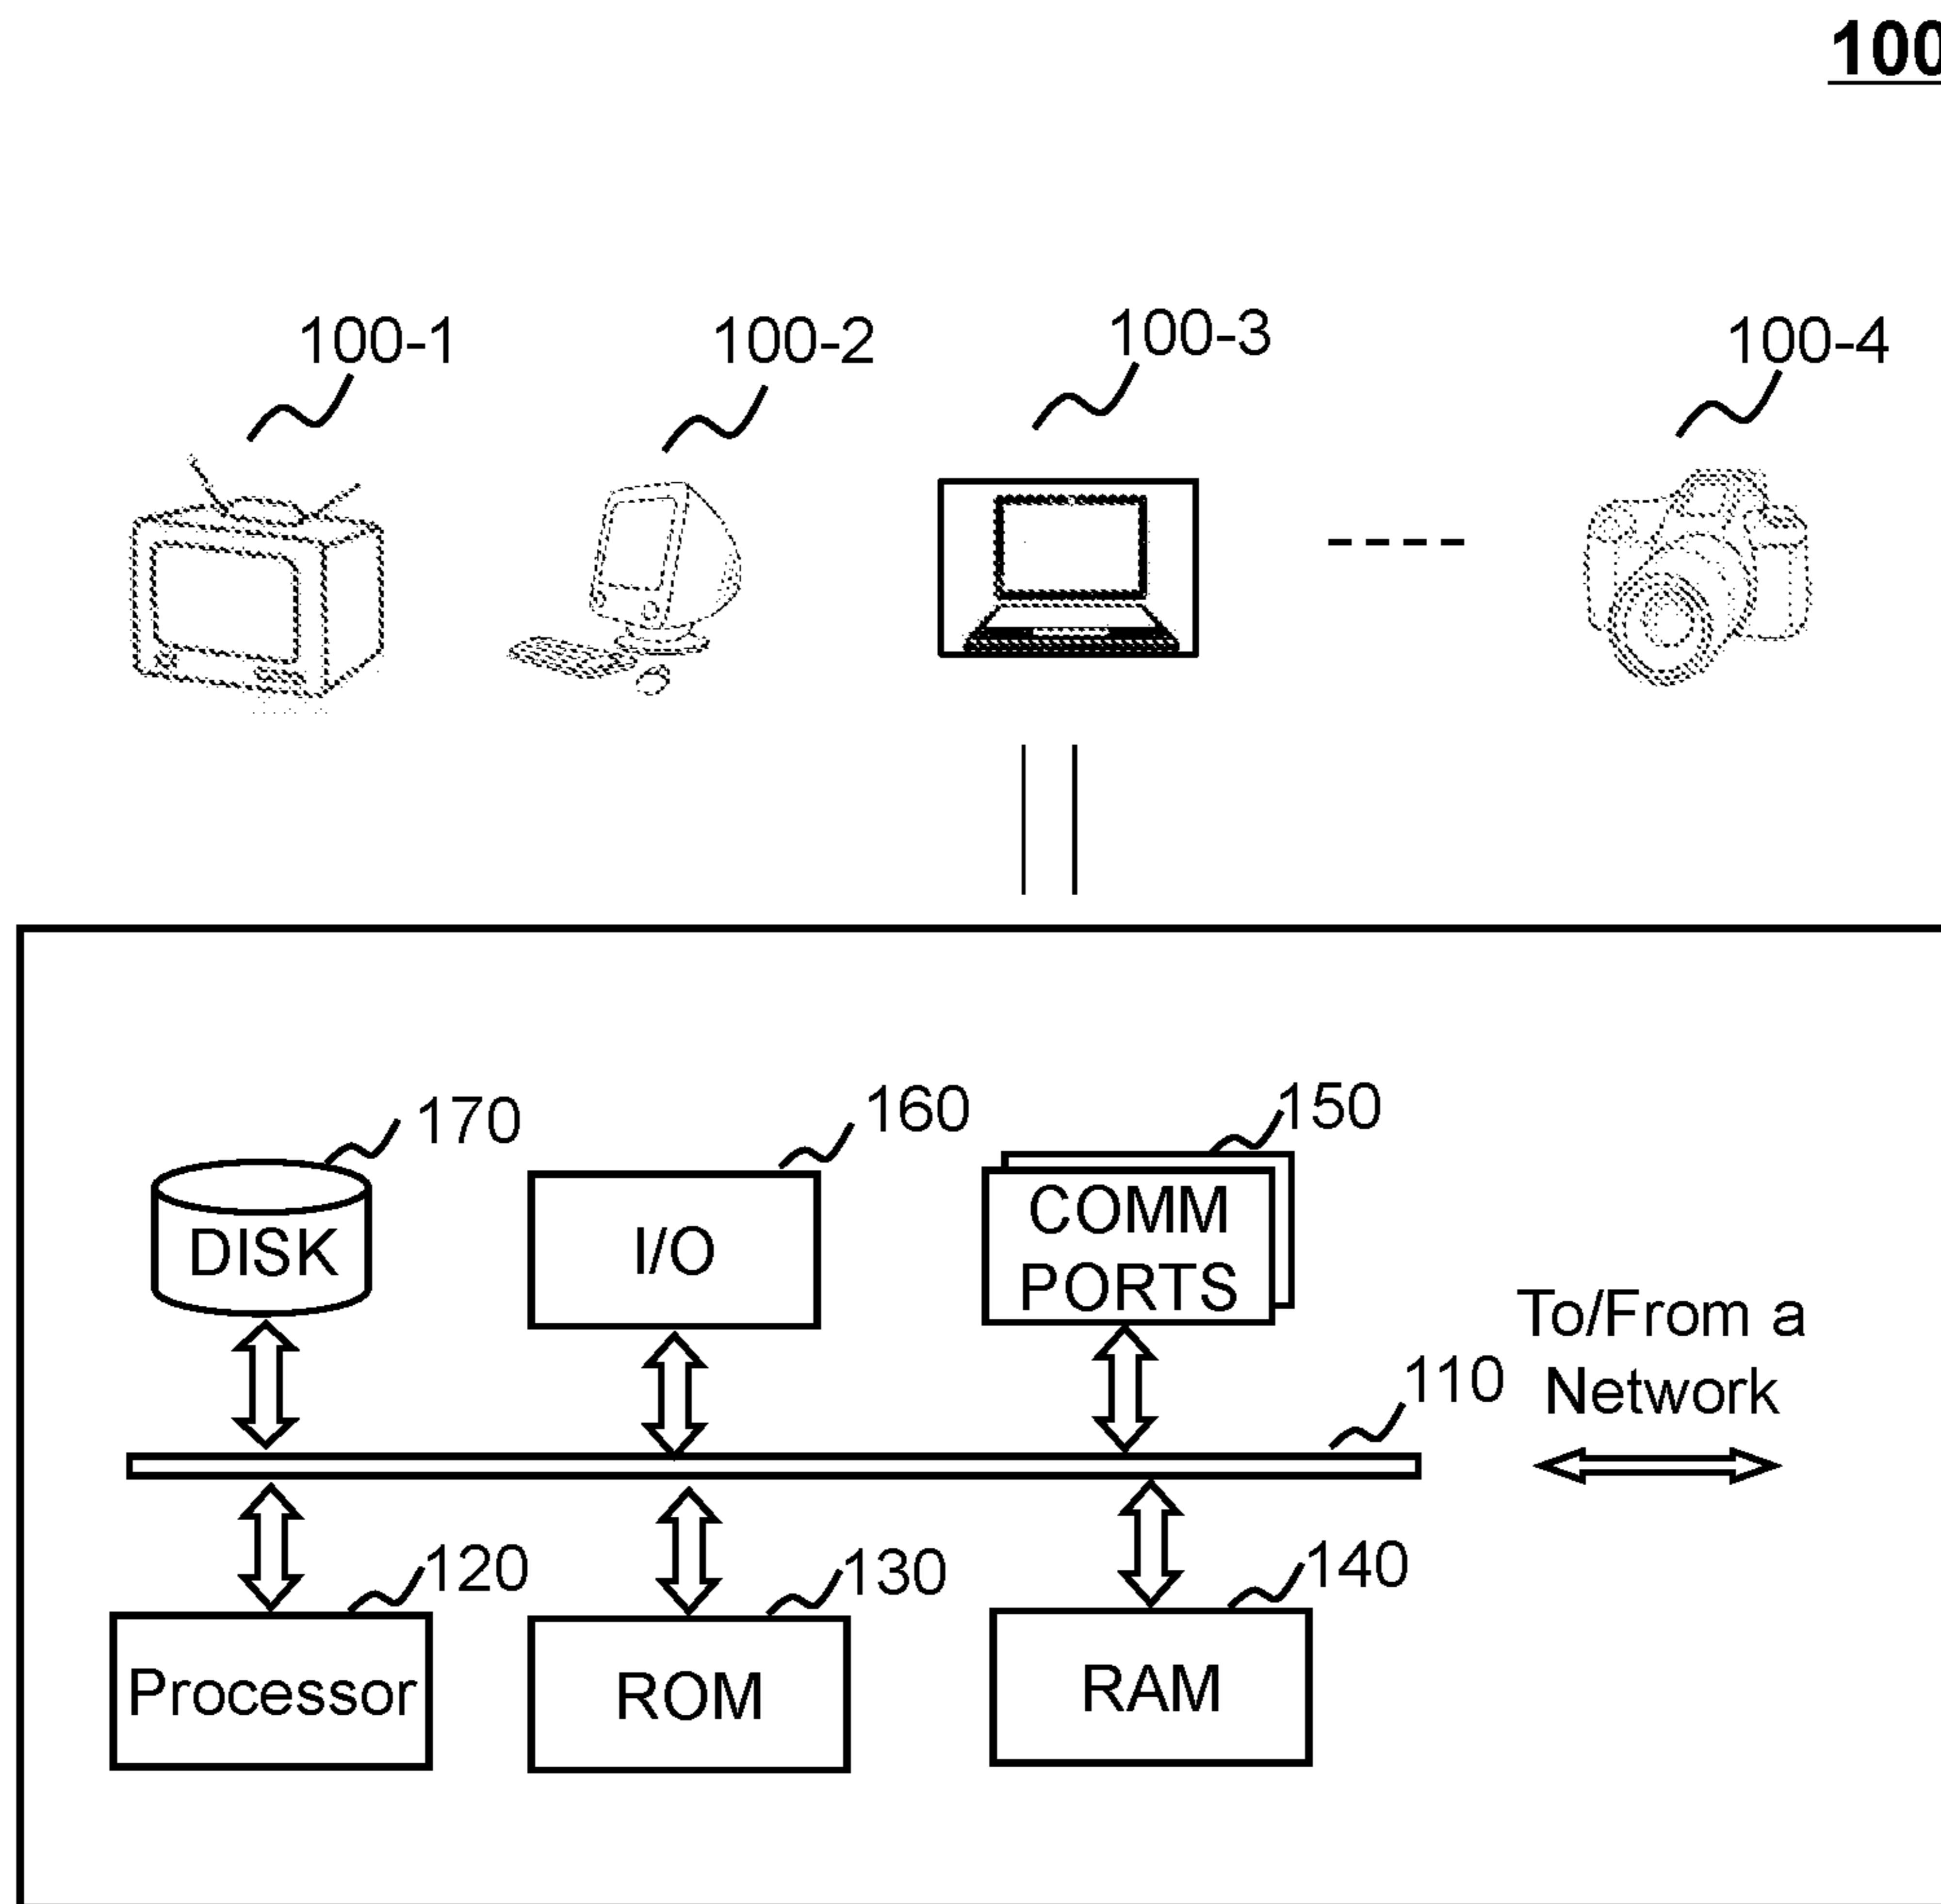 100
100-1
100-2
100-3
100-4
170
160
150
DISK
I/O
COMM
PORTS
To/From a
Network
110
120
130
140
Processor
ROM
RAM